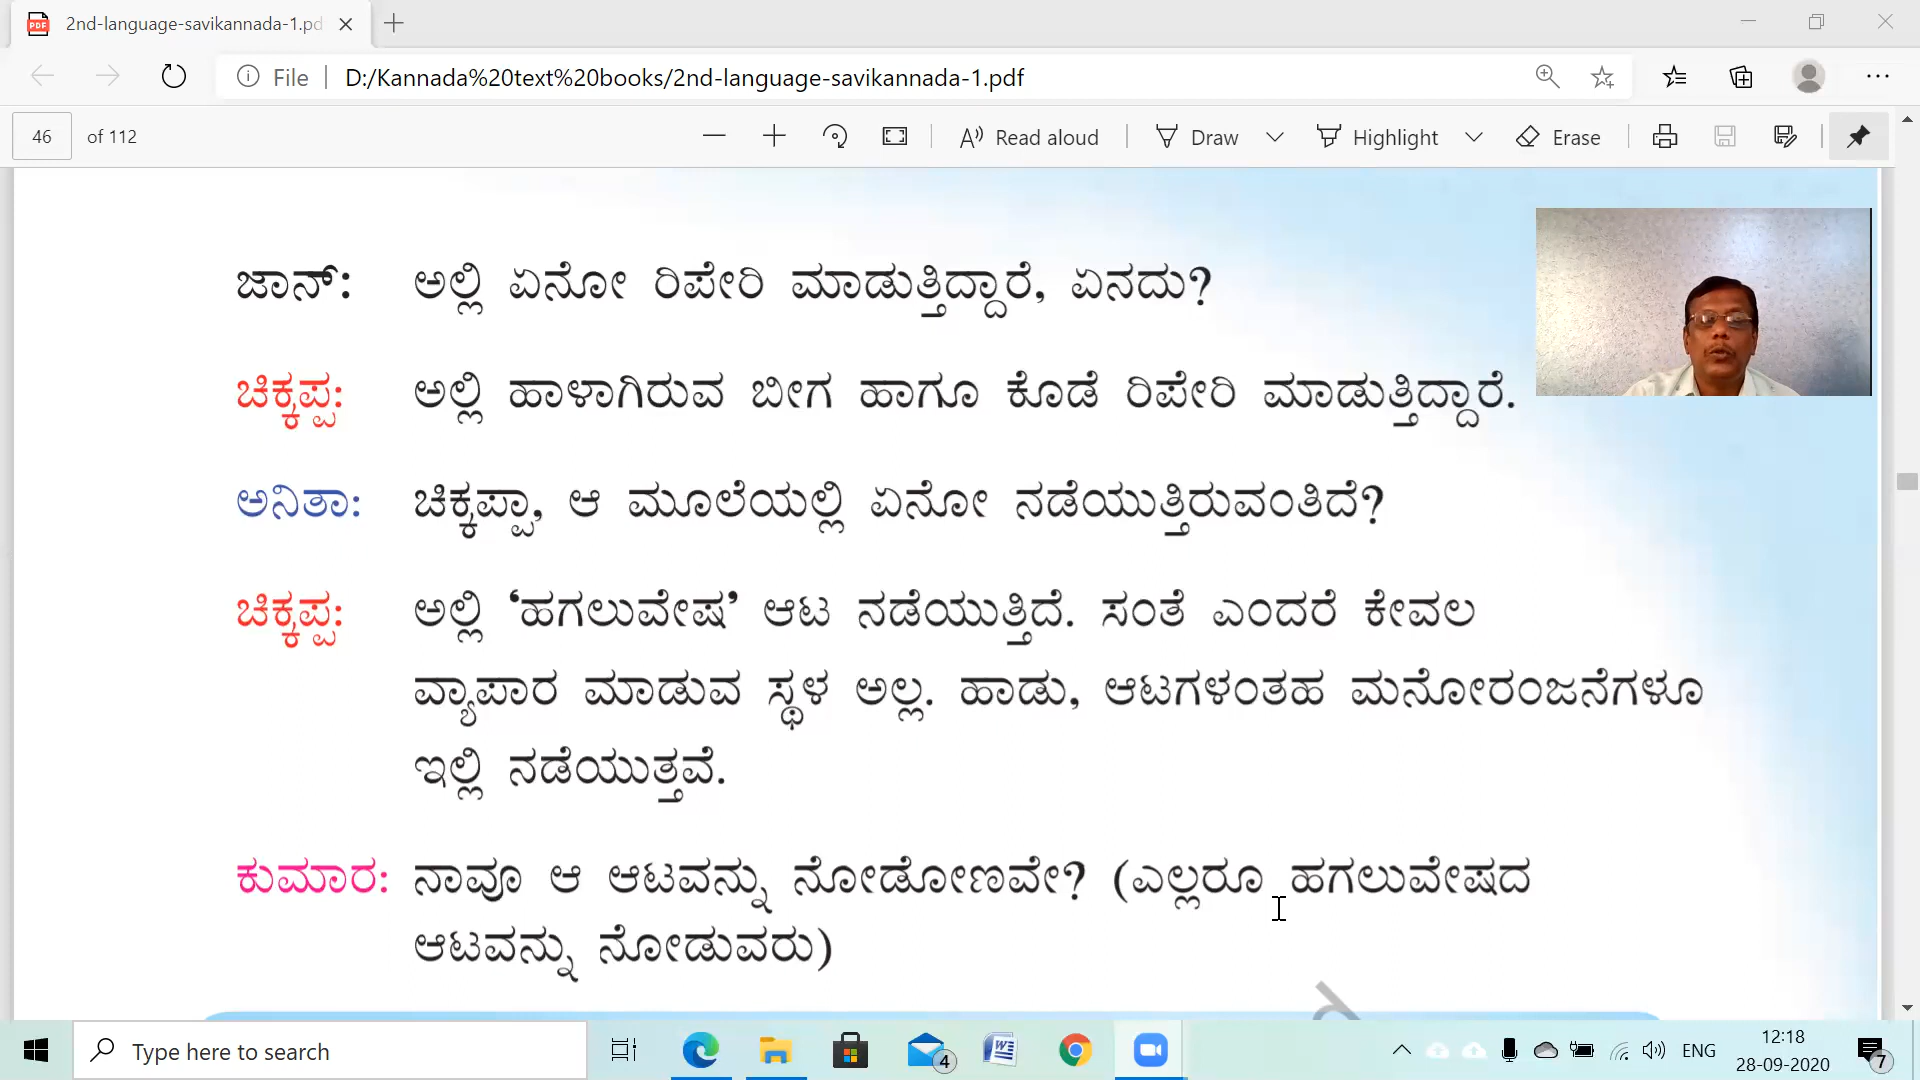 2nd-language-savikannada-1.pd
File | D:/Kannada%20text%20books/2nd-language-savikannada-1.pdf
46 of 112 Read aloud Draw Highlight Erase
ಜಾನ್: ಅಲ್ಲಿ ಏನೋ ರಿಪೇರಿ ಮಾಡುತ್ತಿದ್ದಾರೆ, ಏನದು?
ಚಿಕ್ಕಪ್ಪ: ಅಲ್ಲಿ ಹಾಳಾಗಿರುವ ಬೀಗ ಹಾಗೂ ಕೊಡೆ ರಿಪೇರಿ ಮಾಡುತ್ತಿದ್ದಾರೆ.
ಅನಿತಾ: ಚಿಕ್ಕಪ್ಪಾ, ಆ ಮೂಲೆಯಲ್ಲಿ ಏನೋ ನಡೆಯುತ್ತಿರುವಂತಿದೆ?
ಚಿಕ್ಕಪ್ಪ: ಅಲ್ಲಿ ‘ಹಗಲುವೇಷ’ ಆಟ ನಡೆಯುತ್ತಿದೆ. ಸಂತೆ ಎಂದರೆ ಕೇವಲ
ವ್ಯಾಪಾರ ಮಾಡುವ ಸ್ಥಳ ಅಲ್ಲ. ಹಾಡು, ಆಟಗಳಂತಹ ಮನೋರಂಜನೆಗಳೂ
ಇಲ್ಲಿ ನಡೆಯುತ್ತವೆ.
ಕುಮಾರ: ನಾವೂ ಆ ಆಟವನ್ನು ನೋಡೋಣವೇ? (ಎಲ್ಲರೂ ಹಗಲುವೇಷದ
ಆಟವನ್ನು ನೋಡುವರು)
Type here to search 4 ENG 12:18
28-09-2020 7